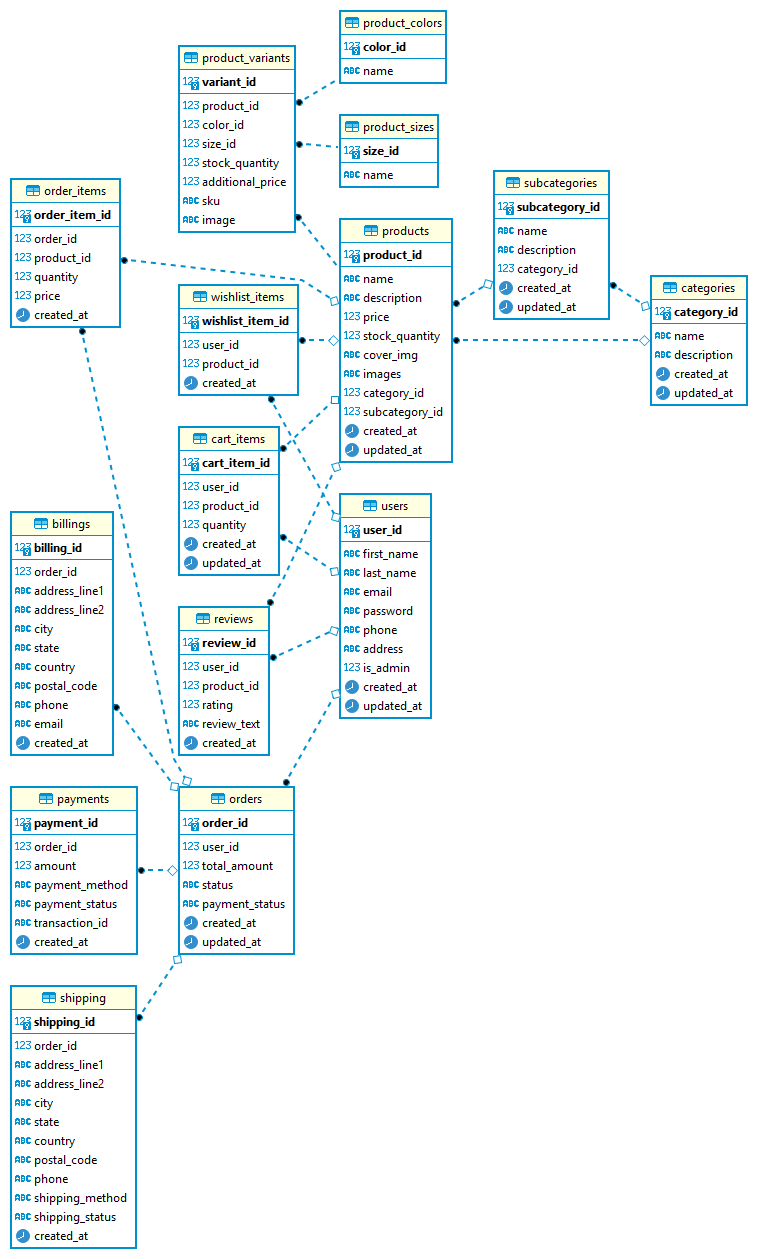 product_colors
123 color_id
ABC name
product_variants
123 variant_id
123 product_id
123 color_id
123 size_id
123 stock_quantity
123 additional_price
ABC sku
ABC image
product_sizes
123 size_id
ABC name
order_items
123 order_item_id
123 order_id
123 product_id
123 quantity
123 price
created_at
subcategories
123 subcategory_id
ABC name
ABC description
123 category_id
created_at
updated_at
products
123 product_id
ABC name
ABC description
123 price
123 stock_quantity
ABC cover_img
ABC images
123 category_id
123 subcategory_id
created_at
updated_at
categories
123 category_id
ABC name
ABC description
created_at
updated_at
wishlist_items
123 wishlist_item_id
123 user_id
123 product_id
created_at
cart_items
123 cart_item_id
123 user_id
123 product_id
123 quantity
created_at
updated_at
users
123 user_id
ABC first_name
ABC last_name
ABC email
ABC password
ABC phone
ABC address
123 is_admin
created_at
updated_at
billings
123 billing_id
123 order_id
ABC address_line1
ABC address_line2
ABC city
ABC state
ABC country
ABC postal_code
ABC phone
ABC email
created_at
reviews
123 review_id
123 user_id
123 product_id
123 rating
ABC review_text
created_at
payments
123 payment_id
123 order_id
123 amount
ABC payment_method
ABC payment_status
ABC transaction_id
created_at
orders
123 order_id
123 user_id
123 total_amount
ABC status
ABC payment_status
created_at
updated_at
shipping
123 shipping_id
123 order_id
ABC address_line1
ABC address_line2
ABC city
ABC state
ABC country
ABC postal_code
ABC phone
ABC shipping_method
ABC shipping_status
created_at